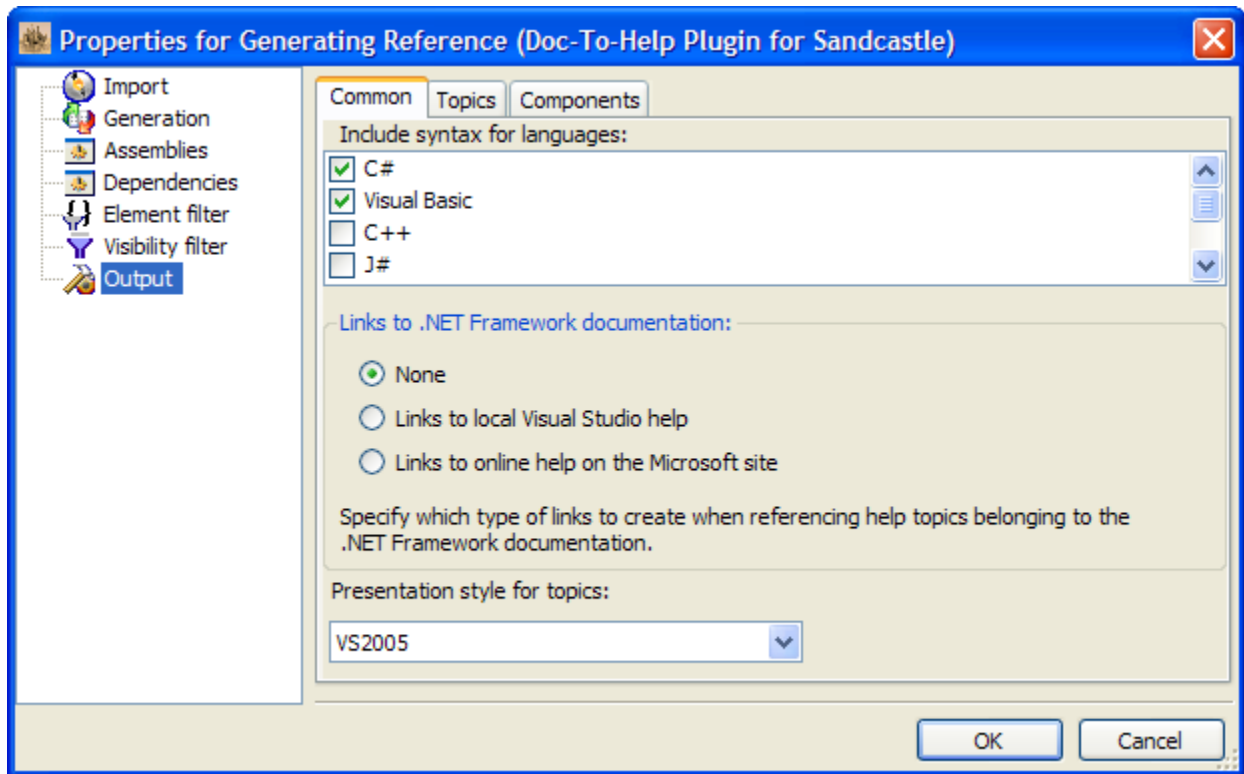 Properties for Generating Reference (Doc-To-Help Plugin for Sandcastle)
Import
Generation
Assemblies
Dependencies
Element filter
Visibility filter
Output
Common Topics Components
Include syntax for languages:
C#
Visual Basic
C++
J#
Links to .NET Framework documentation:
None
Links to local Visual Studio help
Links to online help on the Microsoft site
Specify which type of links to create when referencing help topics belonging to the
.NET Framework documentation.
Presentation style for topics:
VS2005
OK Cancel